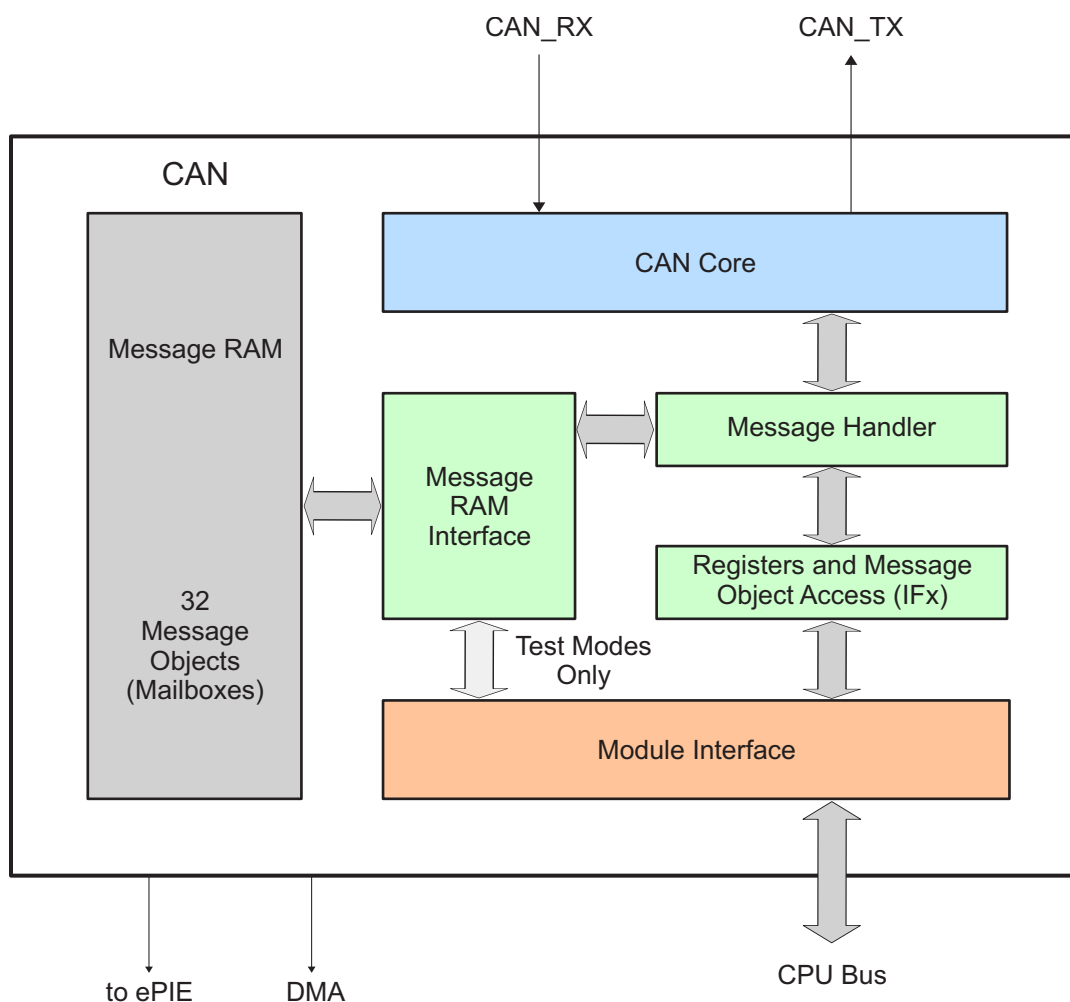 CAN_RX
CAN_TX
CAN
CAN Core
Message RAM
Message Handler
Message
RAM
Interface
Registers and Message
Object Access (IFx)
32
Message
Objects
(Mailboxes)
Test Modes
Only
Module Interface
CPU Bus
to ePIE
DMA